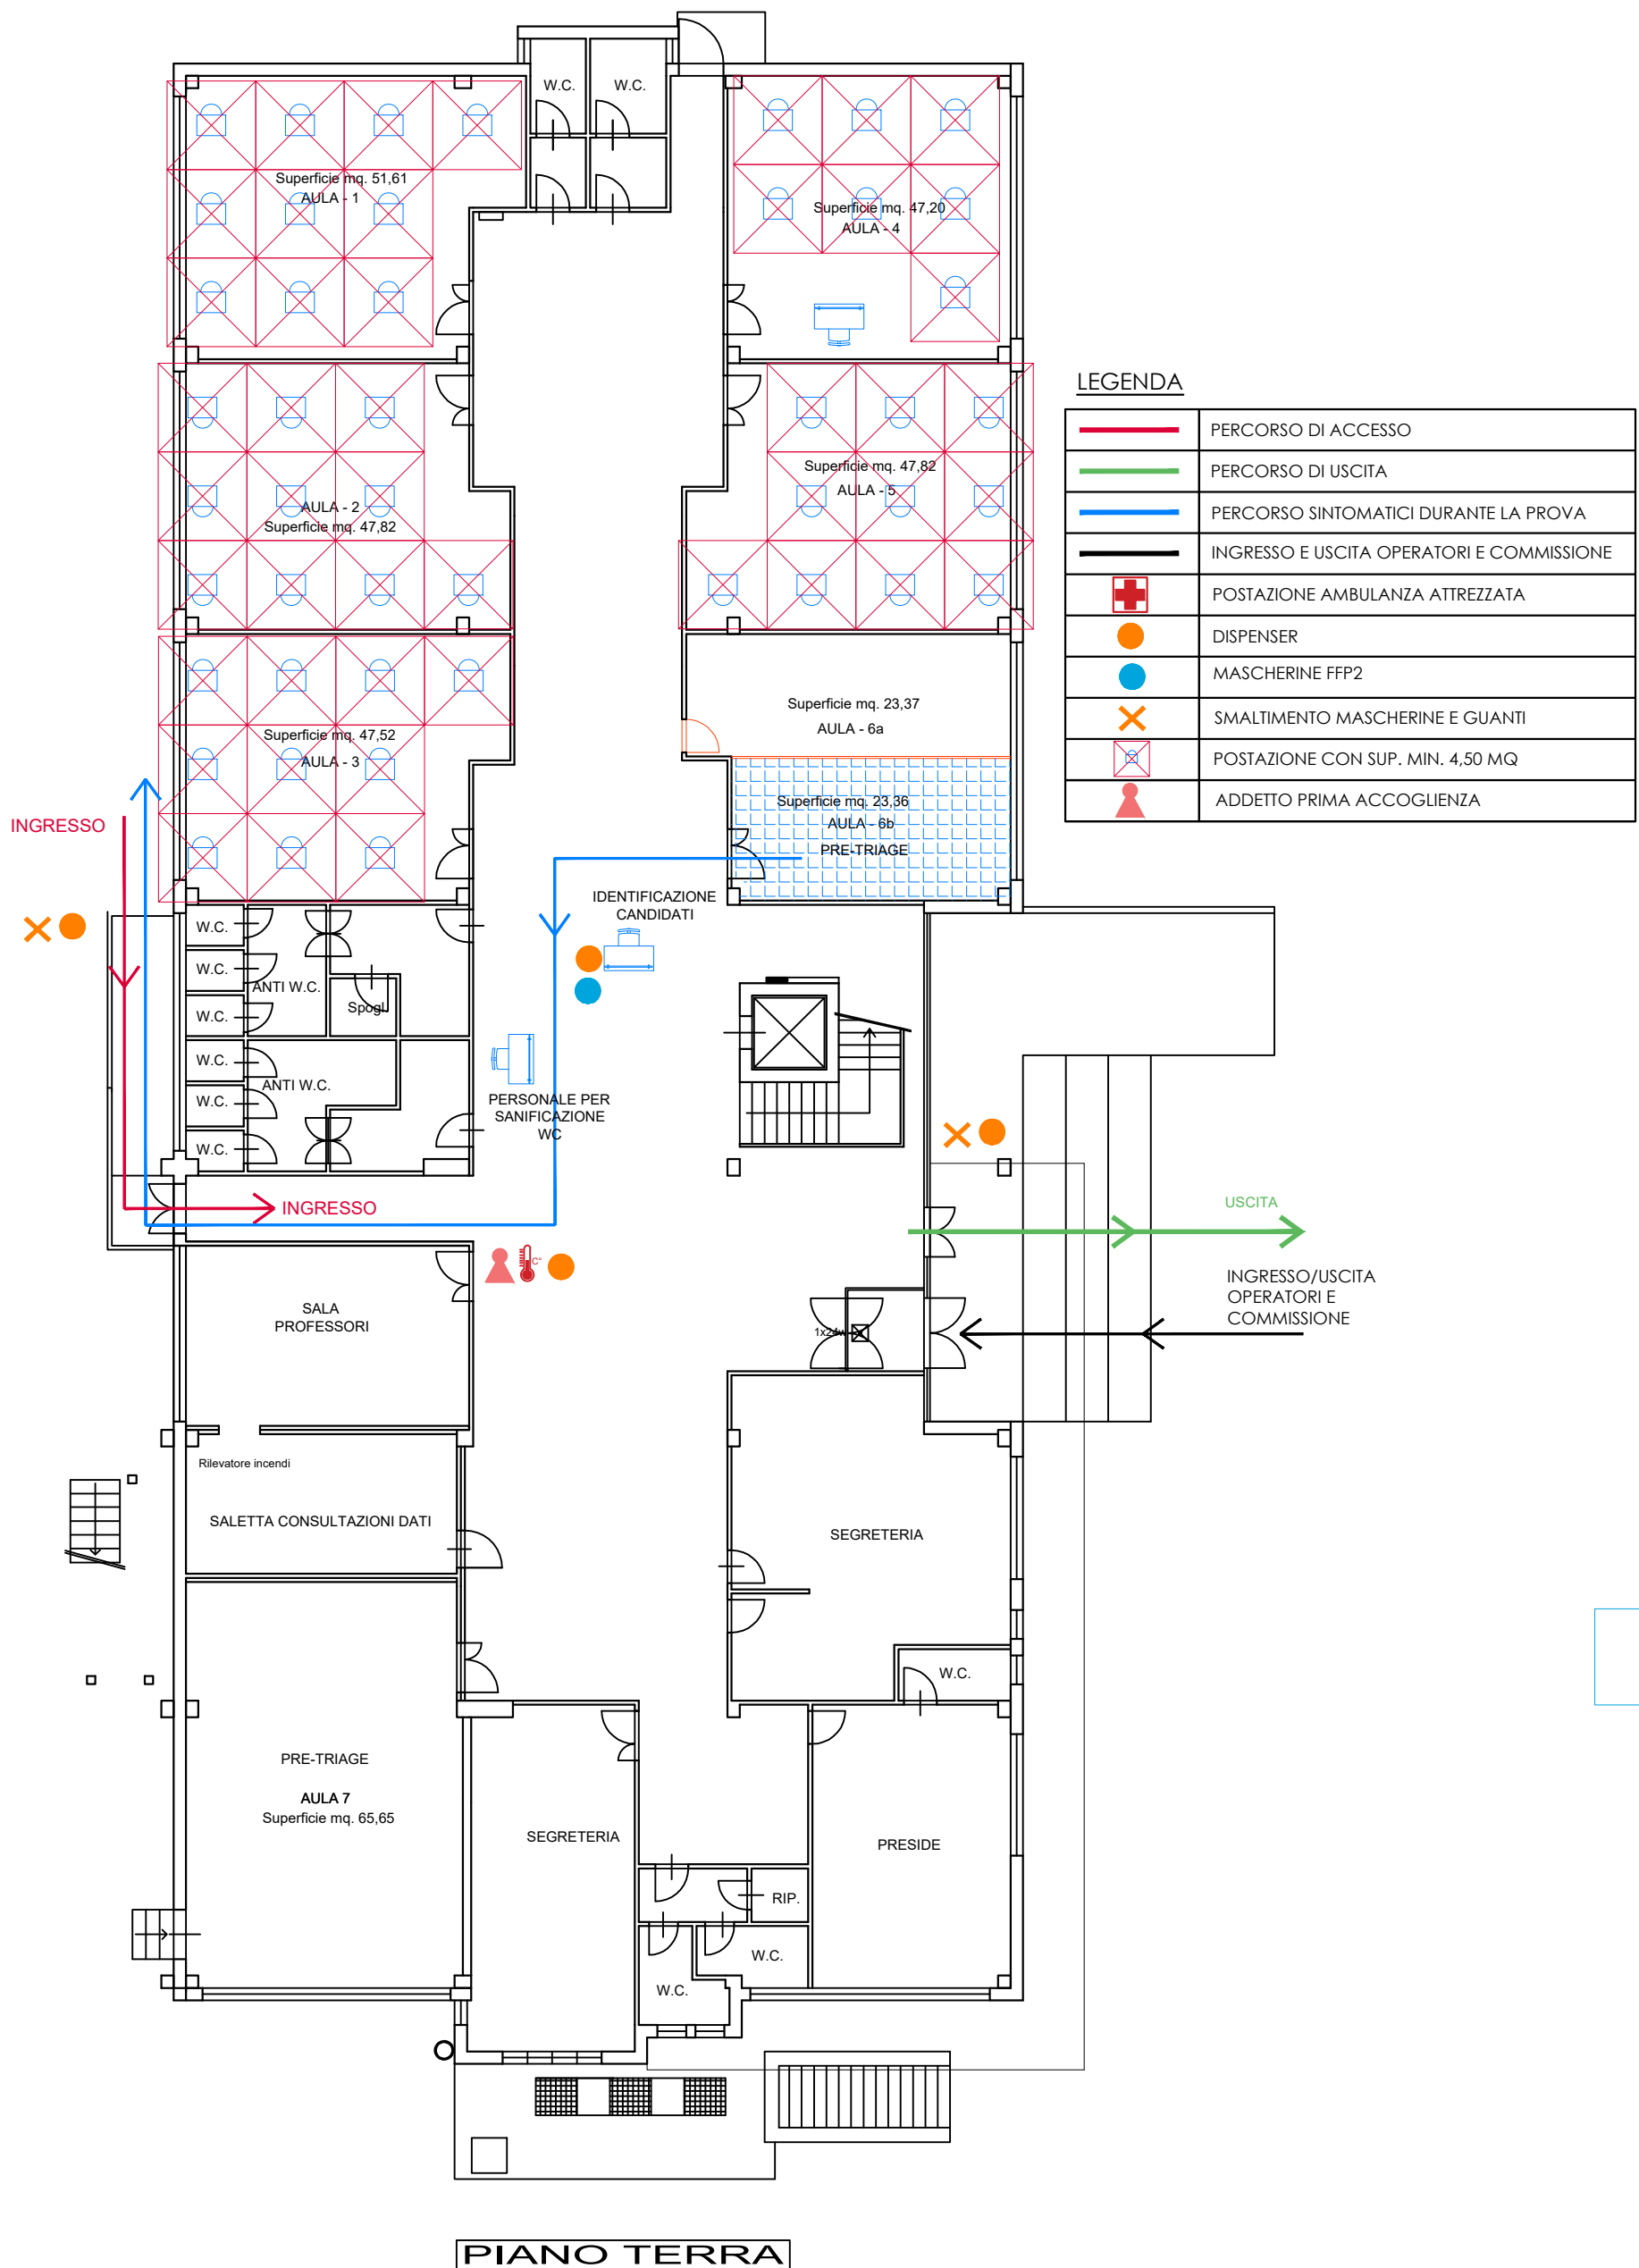 W.C.
W.C.
Superficie mq. 51,61
AULA - 1
Superficie mq. 47,20
AULA - 4
LEGENDA
PERCORSO DI ACCESSO
PERCORSO DI USCITA
PERCORSO SINTOMATICI DURANTE LA PROVA
INGRESSO E USCITA OPERATORI E COMMISSIONE
POSTAZIONE AMBULANZA ATTREZZATA
DISPENSER
MASCHERINE FFP2
SMALTIMENTO MASCHERINE E GUANTI
POSTAZIONE CON SUP. MIN. 4,50 MQ
ADDETTO PRIMA ACCOGLIENZA
Superficie mq. 47,82
AULA - 5
AULA - 2
Superficie mq. 47,82
Superficie mq. 23,37
AULA - 6a
Superficie mq. 47,52
AULA - 3
Superficie mq. 23,36
AULA - 6b
PRE-TRIAGE
INGRESSO
IDENTIFICAZIONE
CANDIDATI
W.C.
W.C.
ANTI W.C.
Spogl.
W.C.
W.C.
ANTI W.C.
W.C.
W.C.
PERSONALE PER
SANIFICAZIONE
WC
INGRESSO
USCITA
C°
INGRESSO/USCITA
OPERATORI E
COMMISSIONE
SALA
PROFESSORI
1x24w
Rilevatore incendi
SALETTA CONSULTAZIONI DATI
SEGRETERIA
W.C.
PRE-TRIAGE
AULA 7
Superficie mq. 65,65
SEGRETERIA
PRESIDE
RIP.
W.C.
W.C.
PIANO TERRA